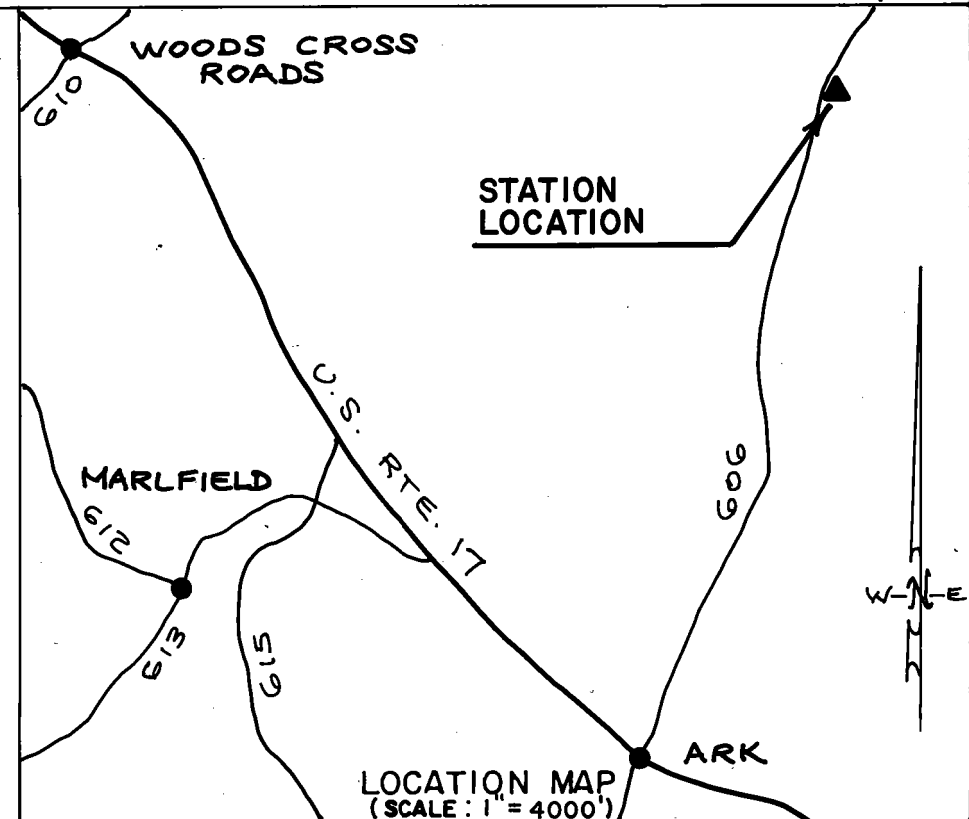 WOODS CROSS
ROADS
610
STATION
LOCATION
U.S. RTE. 17
MARLFIELD
612
606
W-N-E
613
615
ARK
LOCATION MAP
(SCALE: 1" = 4000')